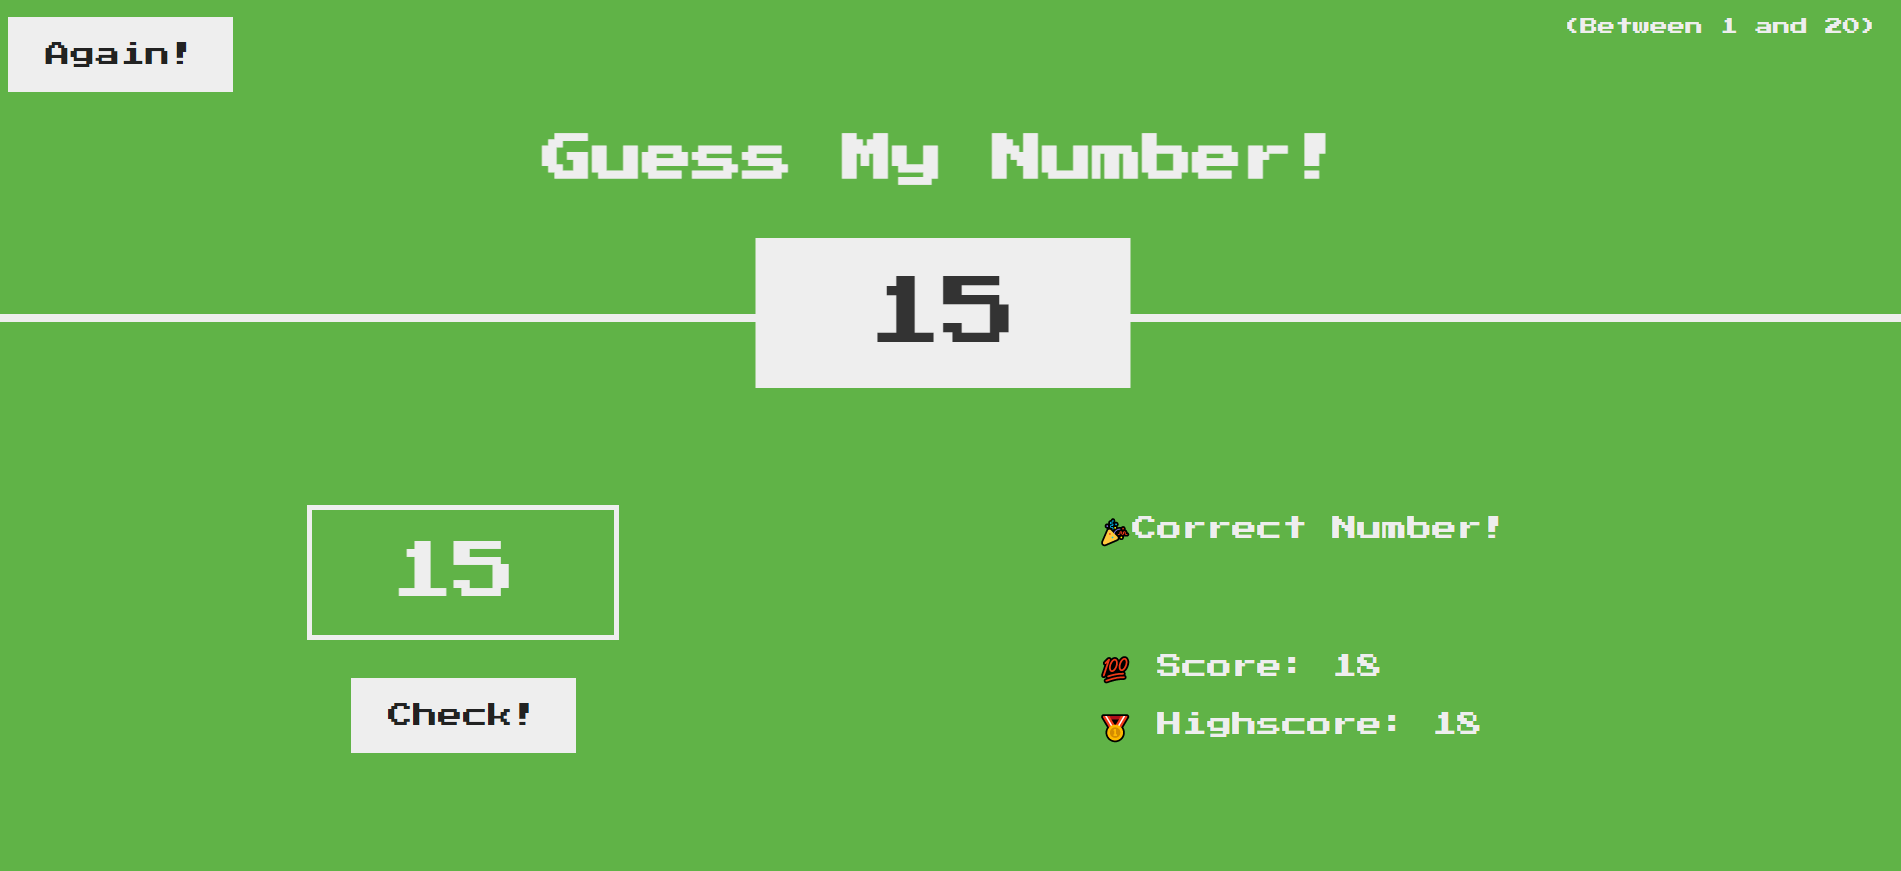 Again!
(Between 1 and 20)
Guess My Number!
15
15
Check!
🎉Correct Number!
💯 Score: 18
🥇 Highscore: 18